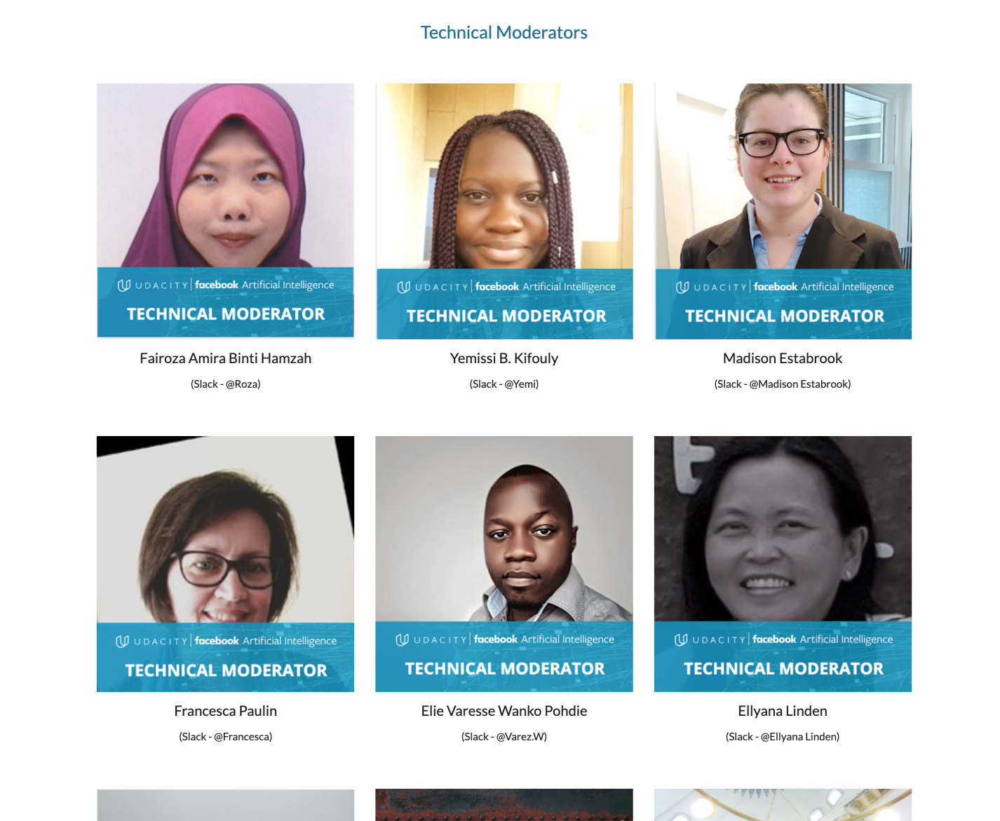 Technical Moderators
UDACITY facebook Artificial Intelligence
TECHNICAL MODERATOR
Fairoza Amira Binti Hamzah
(Slack - @Roza)
UDACITY facebook Artificial Intelligence
TECHNICAL MODERATOR
Yemissi B. Kifouly
(Slack - @Yemi)
UDACITY facebook Artificial Intelligence
TECHNICAL MODERATOR
Madison Estabrook
(Slack - @Madison Estabrook)
UDACITY facebook Artificial Intelligence
TECHNICAL MODERATOR
Francesca Paulin
(Slack - @Francesca)
UDACITY facebook Artificial Intelligence
TECHNICAL MODERATOR
Elie Varesse Wanko Pohdie
(Slack - @Varez.W)
UDACITY facebook Artificial Intelligence
TECHNICAL MODERATOR
Ellyana Linden
(Slack - @Ellyana Linden)